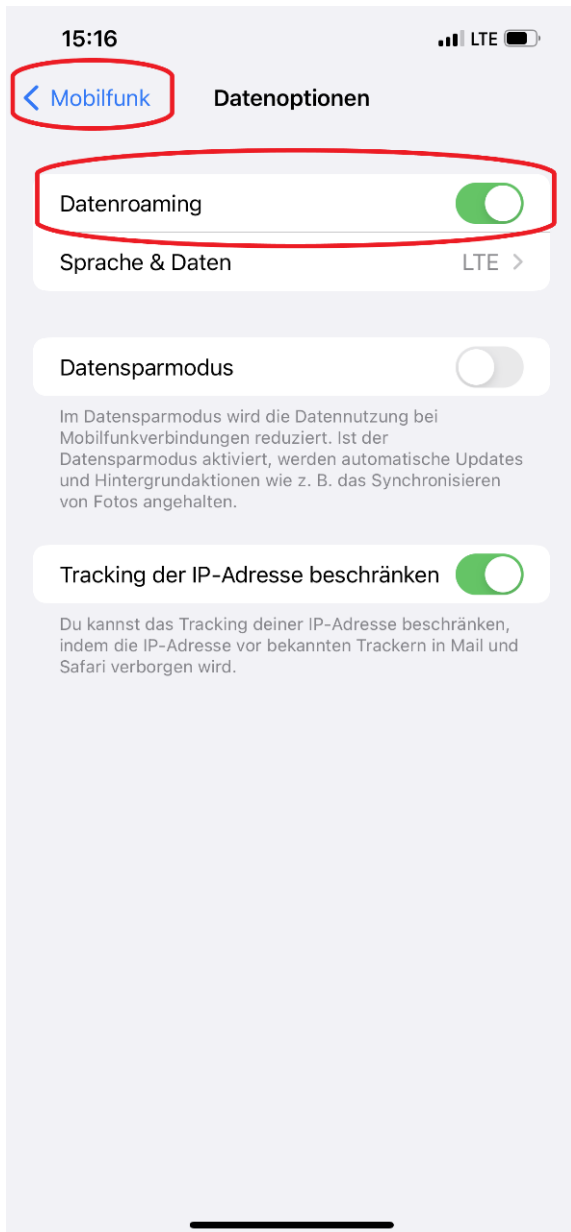 15:16 LTE
Mobilfunk Datenoptionen
Datenroaming
Sprache & Daten LTE
Datensparmodus
Im Datensparmodus wird die Datennutzung bei
Mobilfunkverbindungen reduziert. Ist der
Datensparmodus aktiviert, werden automatische Updates
und Hintergrundaktionen wie z. B. das Synchronisieren
von Fotos angehalten.
Tracking der IP-Adresse beschränken
Du kannst das Tracking deiner IP-Adresse beschränken,
indem die IP-Adresse vor bekannten Trackern in Mail und
Safari verborgen wird.